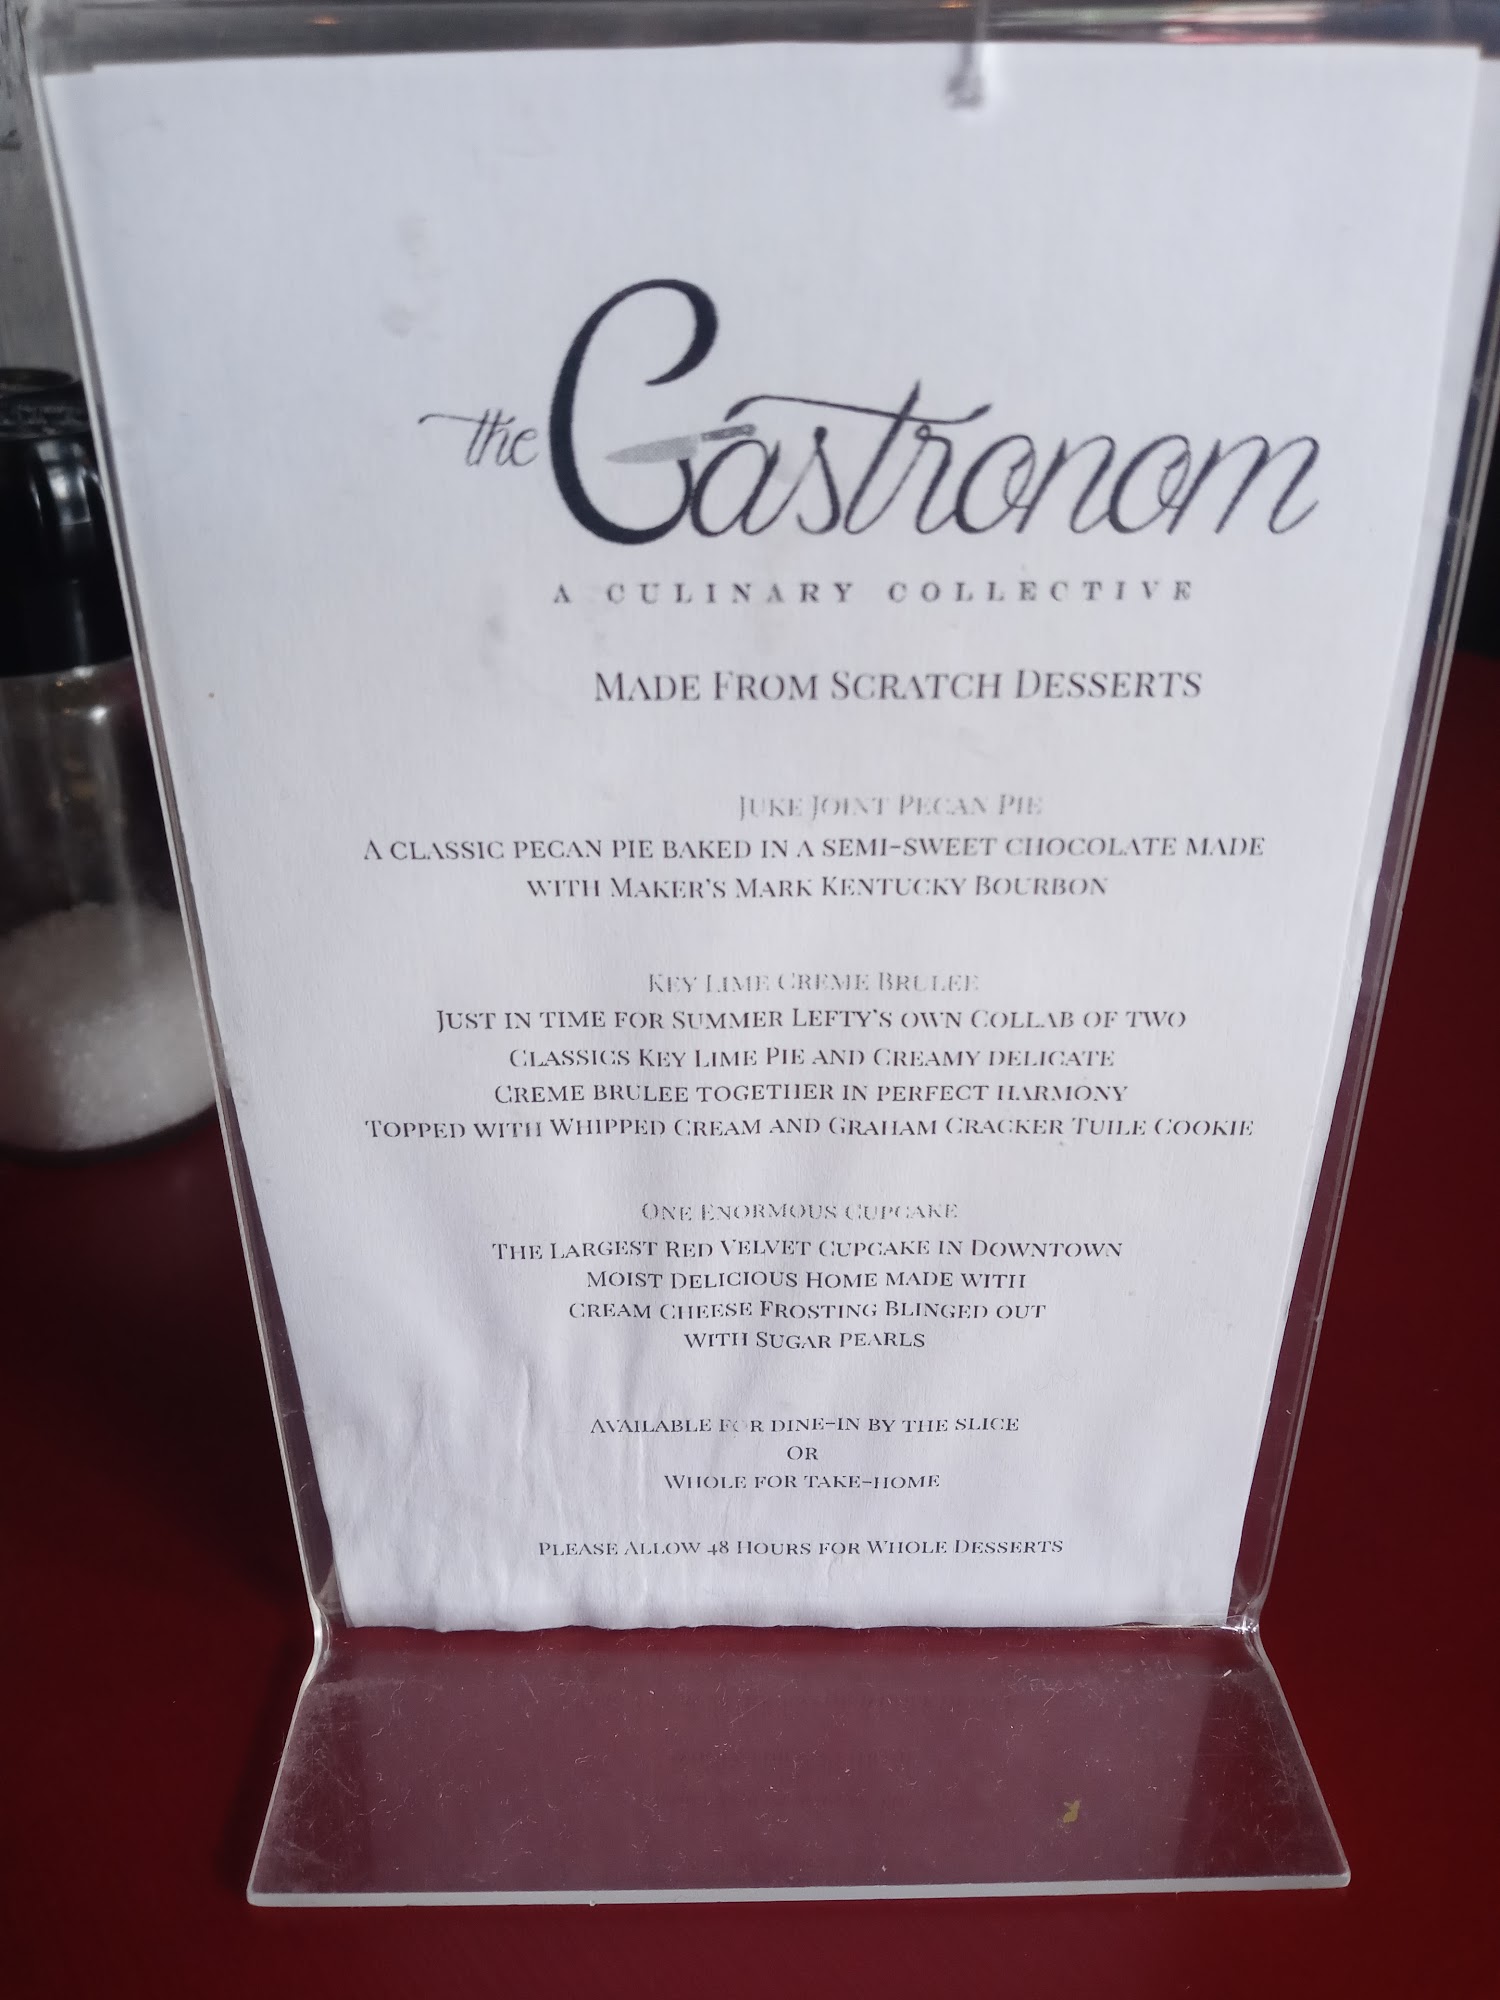 the Gastronom
A CULINARY COLLECTIVE
MADE FROM SCRATCH DESSERTS
JUKE JOINT PECAN PIE
A CLASSIC PECAN PIE BAKED IN A SEMI-SWEET CHOCOLATE MADE
WITH MAKER'S MARK KENTUCKY BOURBON
KEY LIME CREME BRULEE
JUST IN TIME FOR SUMMER LEFTY'S OWN COLLAB OF TWO
CLASSICS KEY LIME PIE AND CREAMY DELICATE
CREME BRULEE TOGETHER IN PERFECT HARMONY
TOPPED WITH WHIPPED CREAM AND GRAHAM CRACKER TUILE COOKIE
ONE ENORMOUS CUPCAKE
THE LARGEST RED VELVET CUPCAKE IN DOWNTOWN
MOIST DELICIOUS HOME MADE WITH
CREAM CHEESE FROSTING BLINGED OUT
WITH SUGAR PEARLS
AVAILABLE FOR DINE-IN BY THE SLICE
OR
WHOLE FOR TAKE-HOME
PLEASE ALLOW 48 HOURS FOR WHOLE DESSERTS